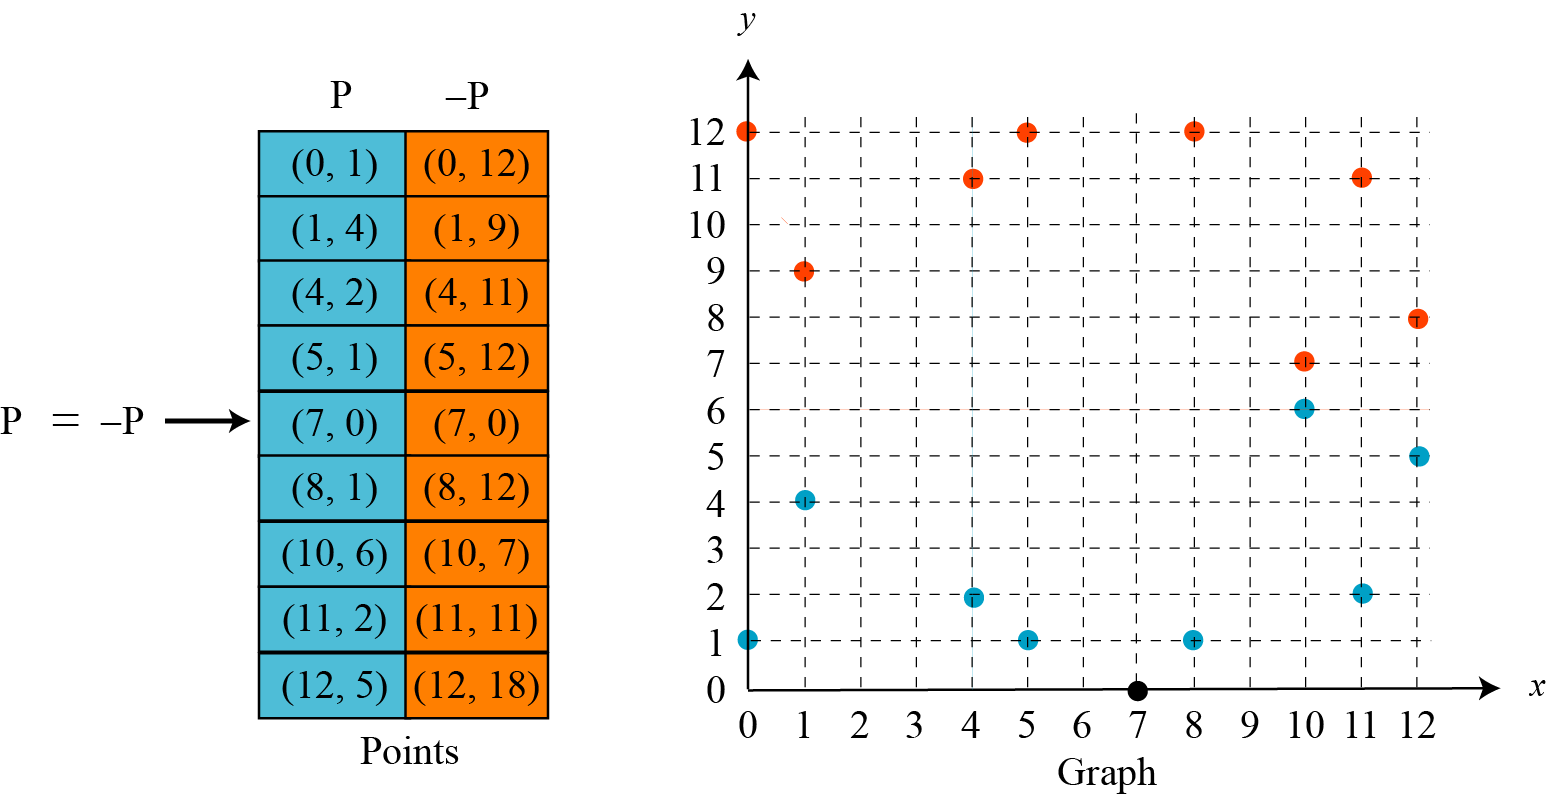 P –P
(0, 1) (0, 12)
(1, 4) (1, 9)
(4, 2) (4, 11)
(5, 1) (5, 12)
P = –P (7, 0) (7, 0)
(8, 1) (8, 12)
(10, 6) (10, 7)
(11, 2) (11, 11)
(12, 5) (12, 18)
Points
y
12
11
10
9
8
7
6
5
4
3
2
1
0
x
0 1 2 3 4 5 6 7 8 9 10 11 12
Graph